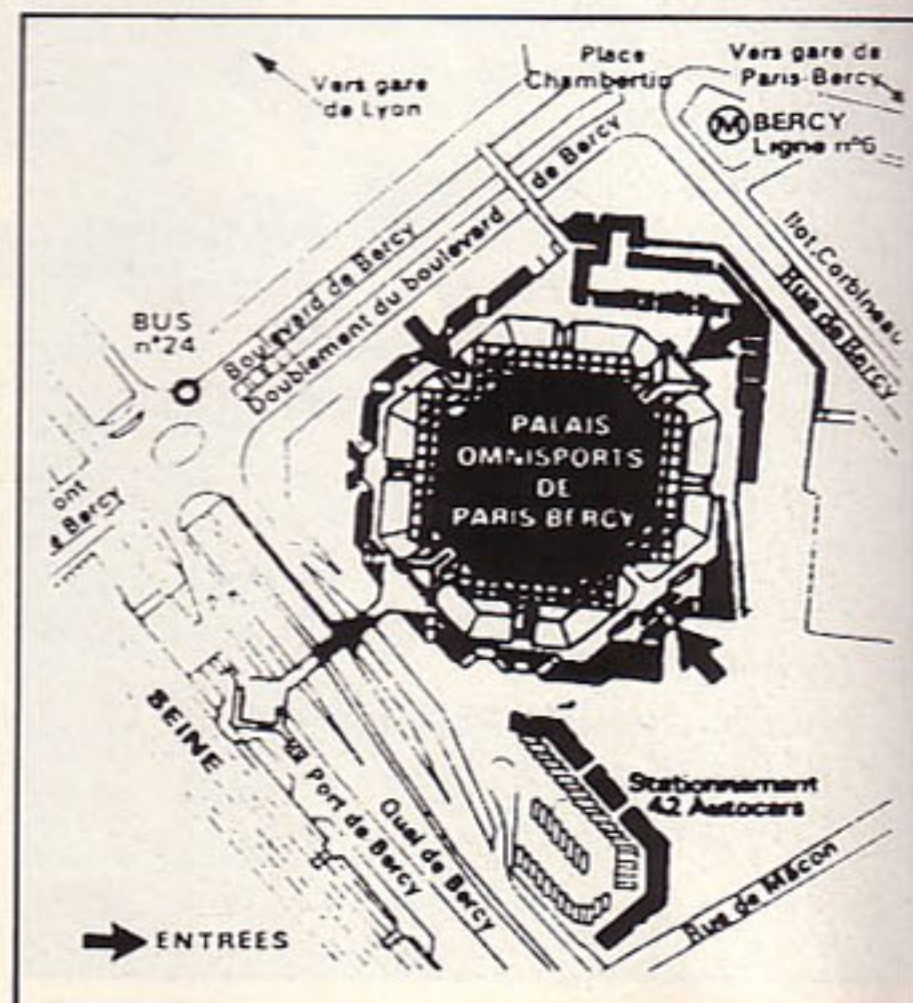 Place
Chambertin
Vers gare
de Lyon
Vers gare de
Paris-Bercy
M BERCY
Ligne n°6
Ilot Corbineau
Rue de Bercy
Boulevard de Bercy
Doublement du boulevard de Bercy
BUS
n°24
ont
e Bercy
PALAIS
OMNISPORTS
DE
PARIS BERCY
SEINE
Port de Bercy
Quai de Bercy
Stationnement
42 Autocars
Rue de Mâcon
ENTREES